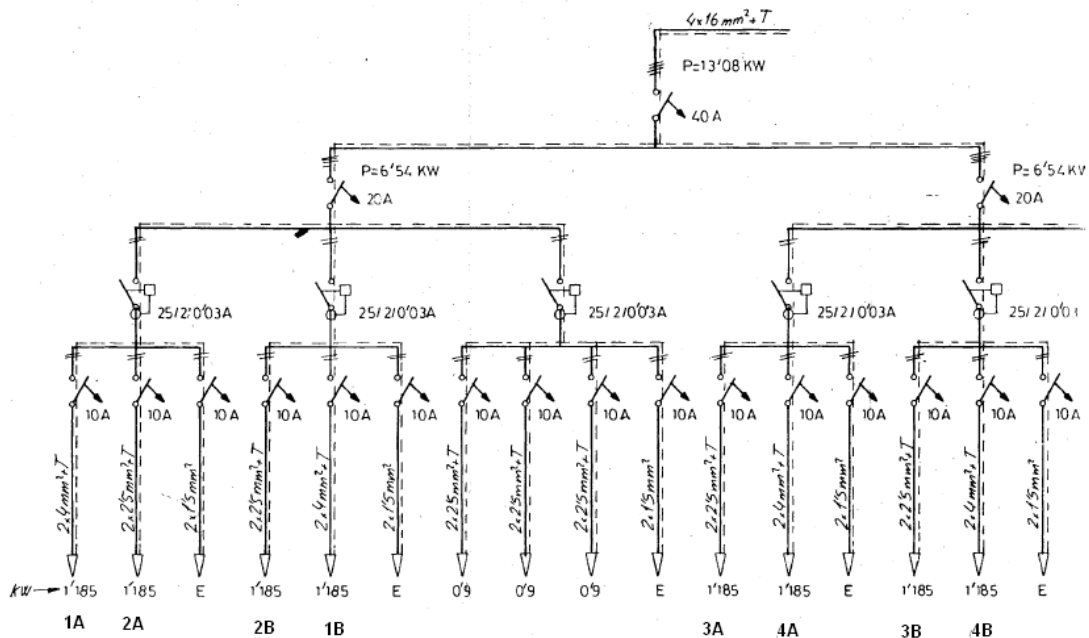 4x16 mm²+T
P=13'08 KW
40A
P=6'54 KW
20A
P=6'54 KW
20A
25/2/0'03A
25/2/0'03A
25/2/0'03A
25/2/0'03A
25/2/0'03
10A 10A 10A 10A 10A 10A 10A 10A 10A 10A 10A 10A 10A 10A 10A 10A
2x4mm²+T
2x2'5mm²+T
2x1'5mm²
2x2'5mm²+T
2x4mm²+T
2x1'5mm²
2x2'5mm²+T
2x2'5mm²+T
2x2'5mm²+T
2x1'5mm²
2x2'5mm²+T
2x4mm²+T
2x1'5mm²
2x2'5mm²+T
2x4mm²+T
2x1'5mm²
KW 1'185 1'185 E 1'185 1'185 E 0'9 0'9 0'9 E 1'185 1'185 E 1'185 1'185 E
1A 2A 2B 1B 3A 4A 3B 4B